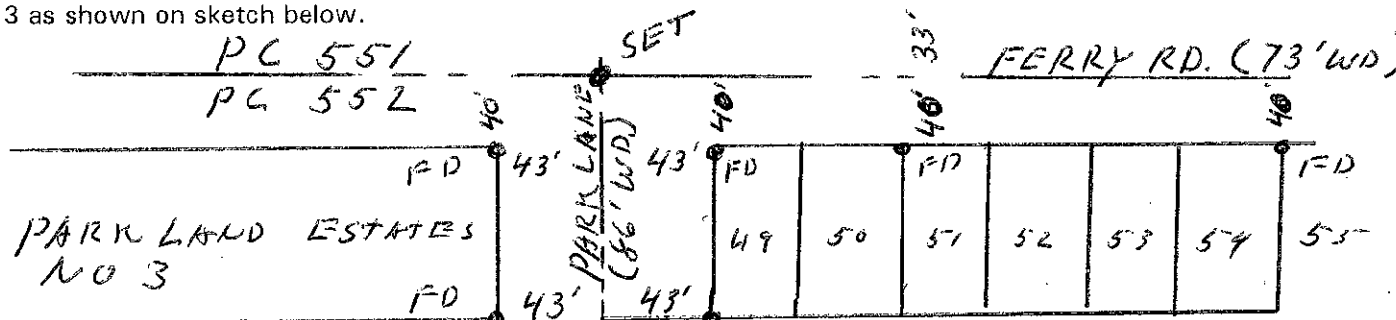 3 as shown on sketch below.
PC 551
SET
33'
FERRY RD. (73' WD)
PC 552
40'
PARK LANE
(86' WD.)
40'
40'
40'
FD
43'
43'
FD
FD
FD
PARK LAND ESTATES
NO 3
49
50
51
52
53
54
55
FD
43'
43'